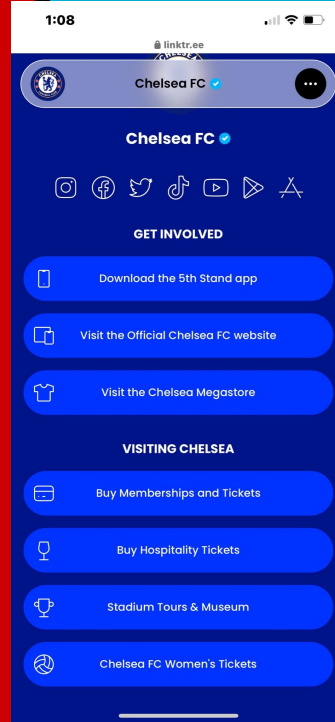 1:08
linktr.ee
Chelsea FC
Chelsea FC
GET INVOLVED
Download the 5th Stand app
Visit the Official Chelsea FC website
Visit the Chelsea Megastore
VISITING CHELSEA
Buy Memberships and Tickets
Buy Hospitality Tickets
Stadium Tours & Museum
Chelsea FC Women's Tickets